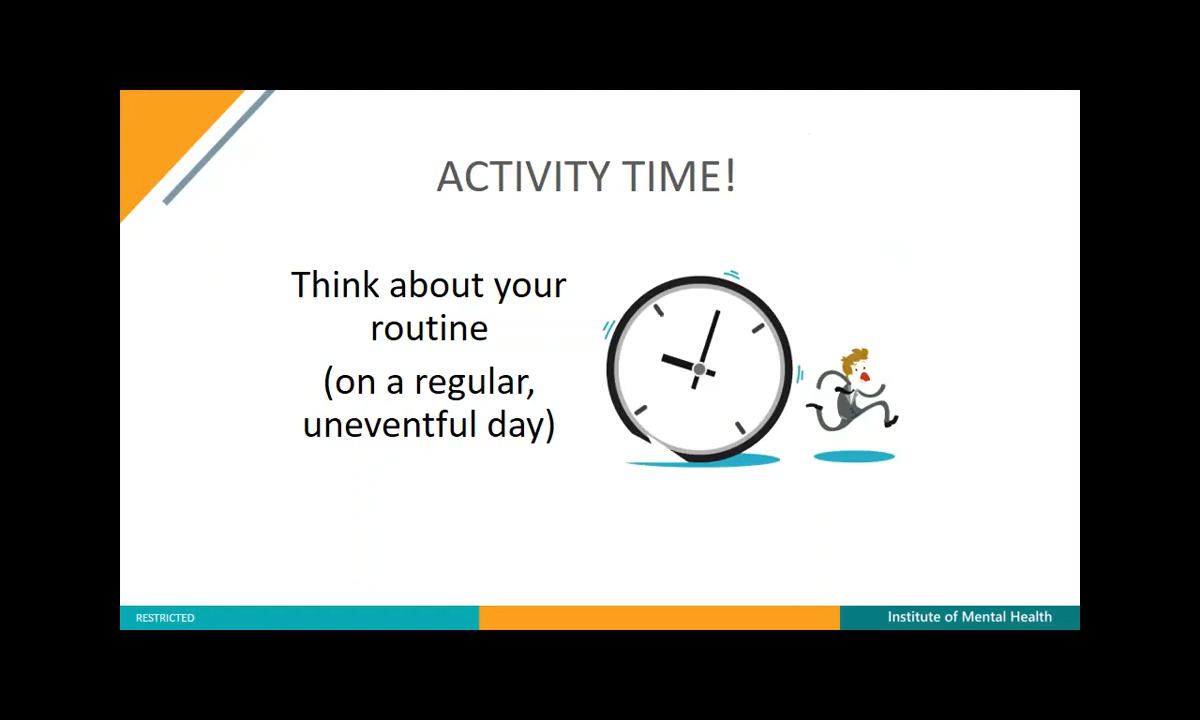 ACTIVITY TIME!
Think about your
routine
(on a regular,
uneventful day)
RESTRICTED
Institute of Mental Health